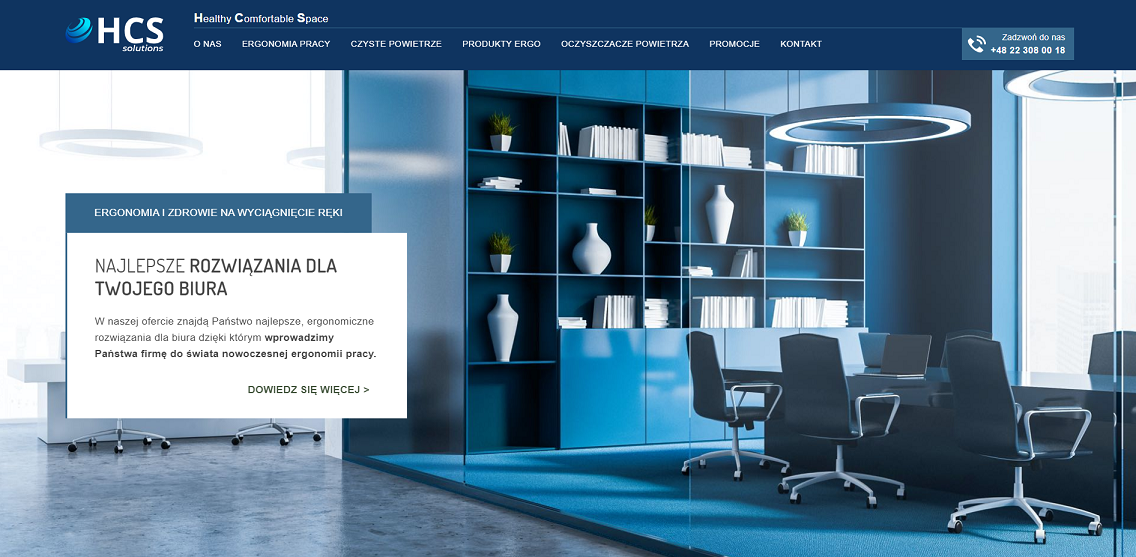 HCS
solutions
Healthy Comfortable Space
O NAS ERGONOMIA PRACY CZYSTE POWIETRZE PRODUKTY ERGO OCZYSZCZACZE POWIETRZA PROMOCJE KONTAKT
Zadzwoń do nas
+48 22 308 00 18
ERGONOMIA I ZDROWIE NA WYCIĄGNIĘCIE RĘKI
NAJLEPSZE ROZWIĄZANIA DLA
TWOJEGO BIURA
W naszej ofercie znajdą Państwo najlepsze, ergonomiczne
rozwiązania dla biura dzięki którym wprowadzimy
Państwa firmę do świata nowoczesnej ergonomii pracy.
DOWIEDZ SIĘ WIĘCEJ >